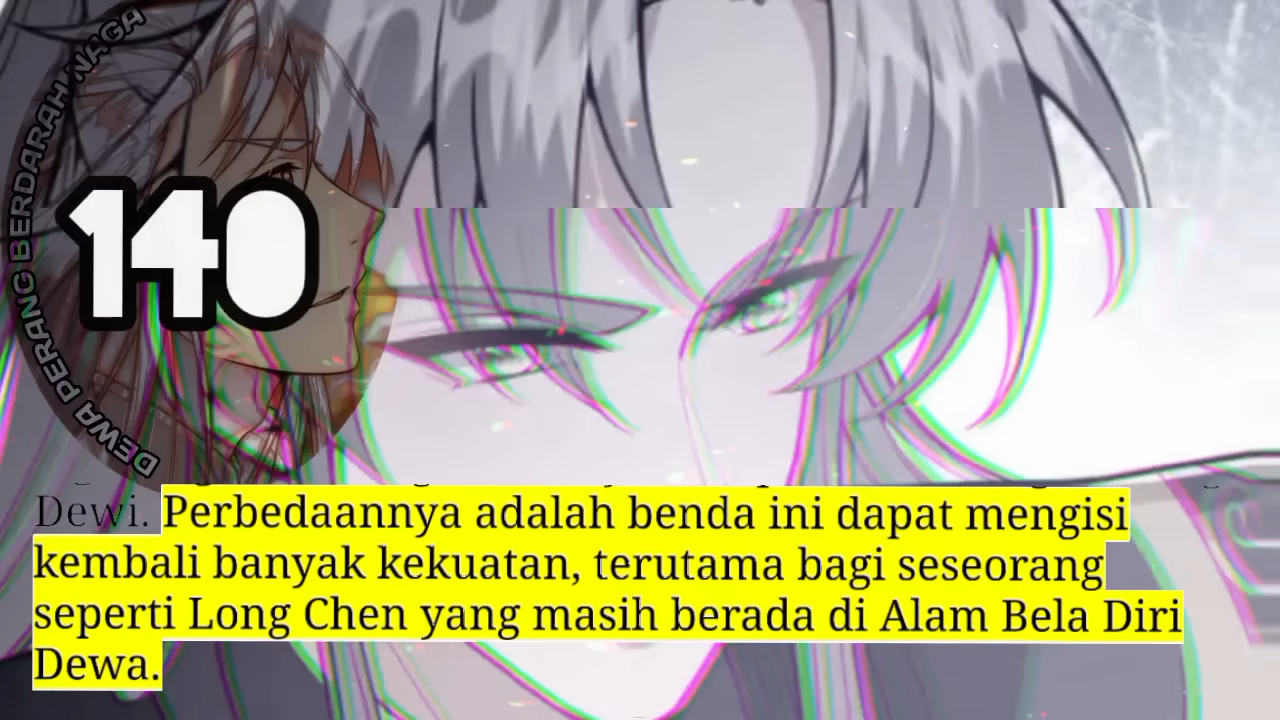 DEWA PERANG BERDARAH NAGA
140
Dewi. Perbedaannya adalah benda ini dapat mengisi
kembali banyak kekuatan, terutama bagi seseorang
seperti Long Chen yang masih berada di Alam Bela Diri
Dewa.